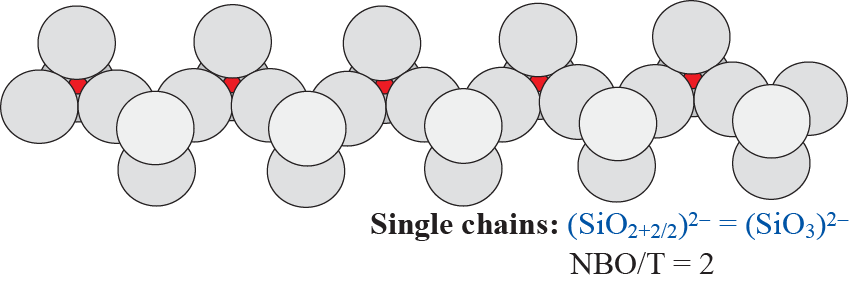 Single chains: (SiO₂₊₂/₂)²⁻ = (SiO₃)²⁻
NBO/T = 2